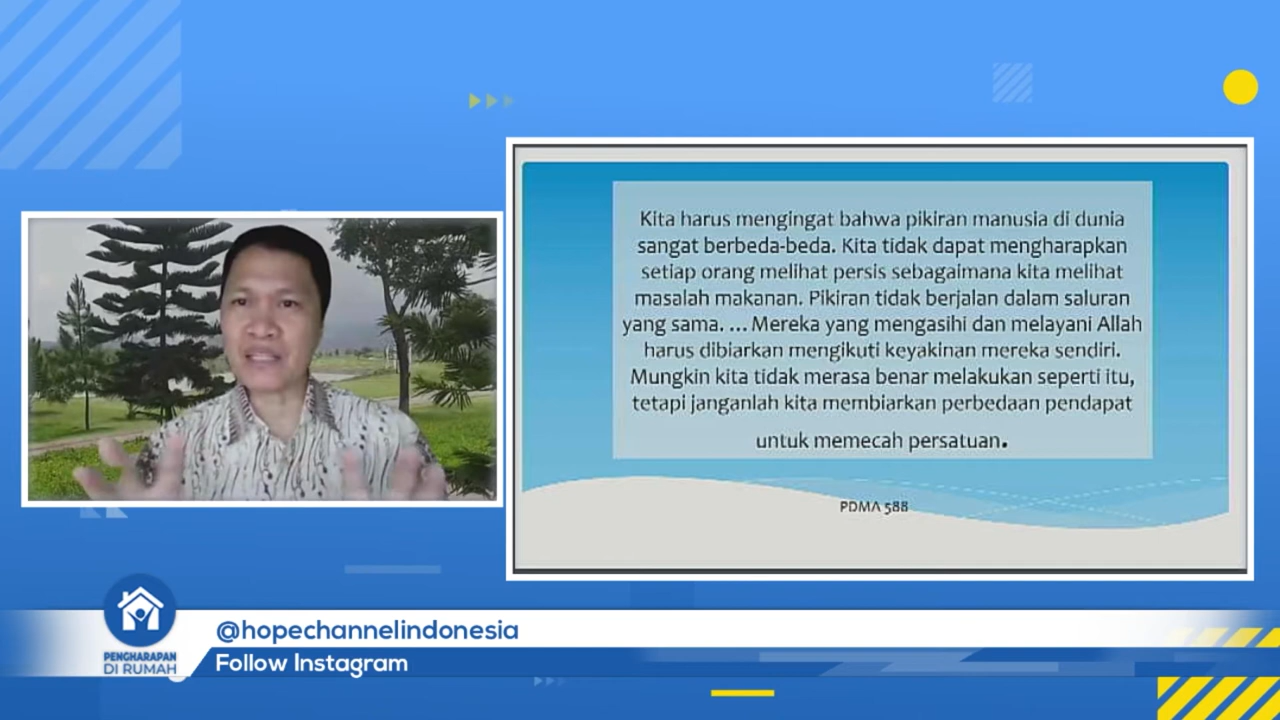 Kita harus mengingat bahwa pikiran manusia di dunia
sangat berbeda-beda. Kita tidak dapat mengharapkan
setiap orang melihat persis sebagaimana kita melihat
masalah makanan. Pikiran tidak berjalan dalam saluran
yang sama. ... Mereka yang mengasihi dan melayani Allah
harus dibiarkan mengikuti keyakinan mereka sendiri.
Mungkin kita tidak merasa benar melakukan seperti itu,
tetapi janganlah kita membiarkan perbedaan pendapat
untuk memecah persatuan.
PDMA 588
PENGHARAPAN
DI RUMAH
@hopechannelindonesia
Follow Instagram